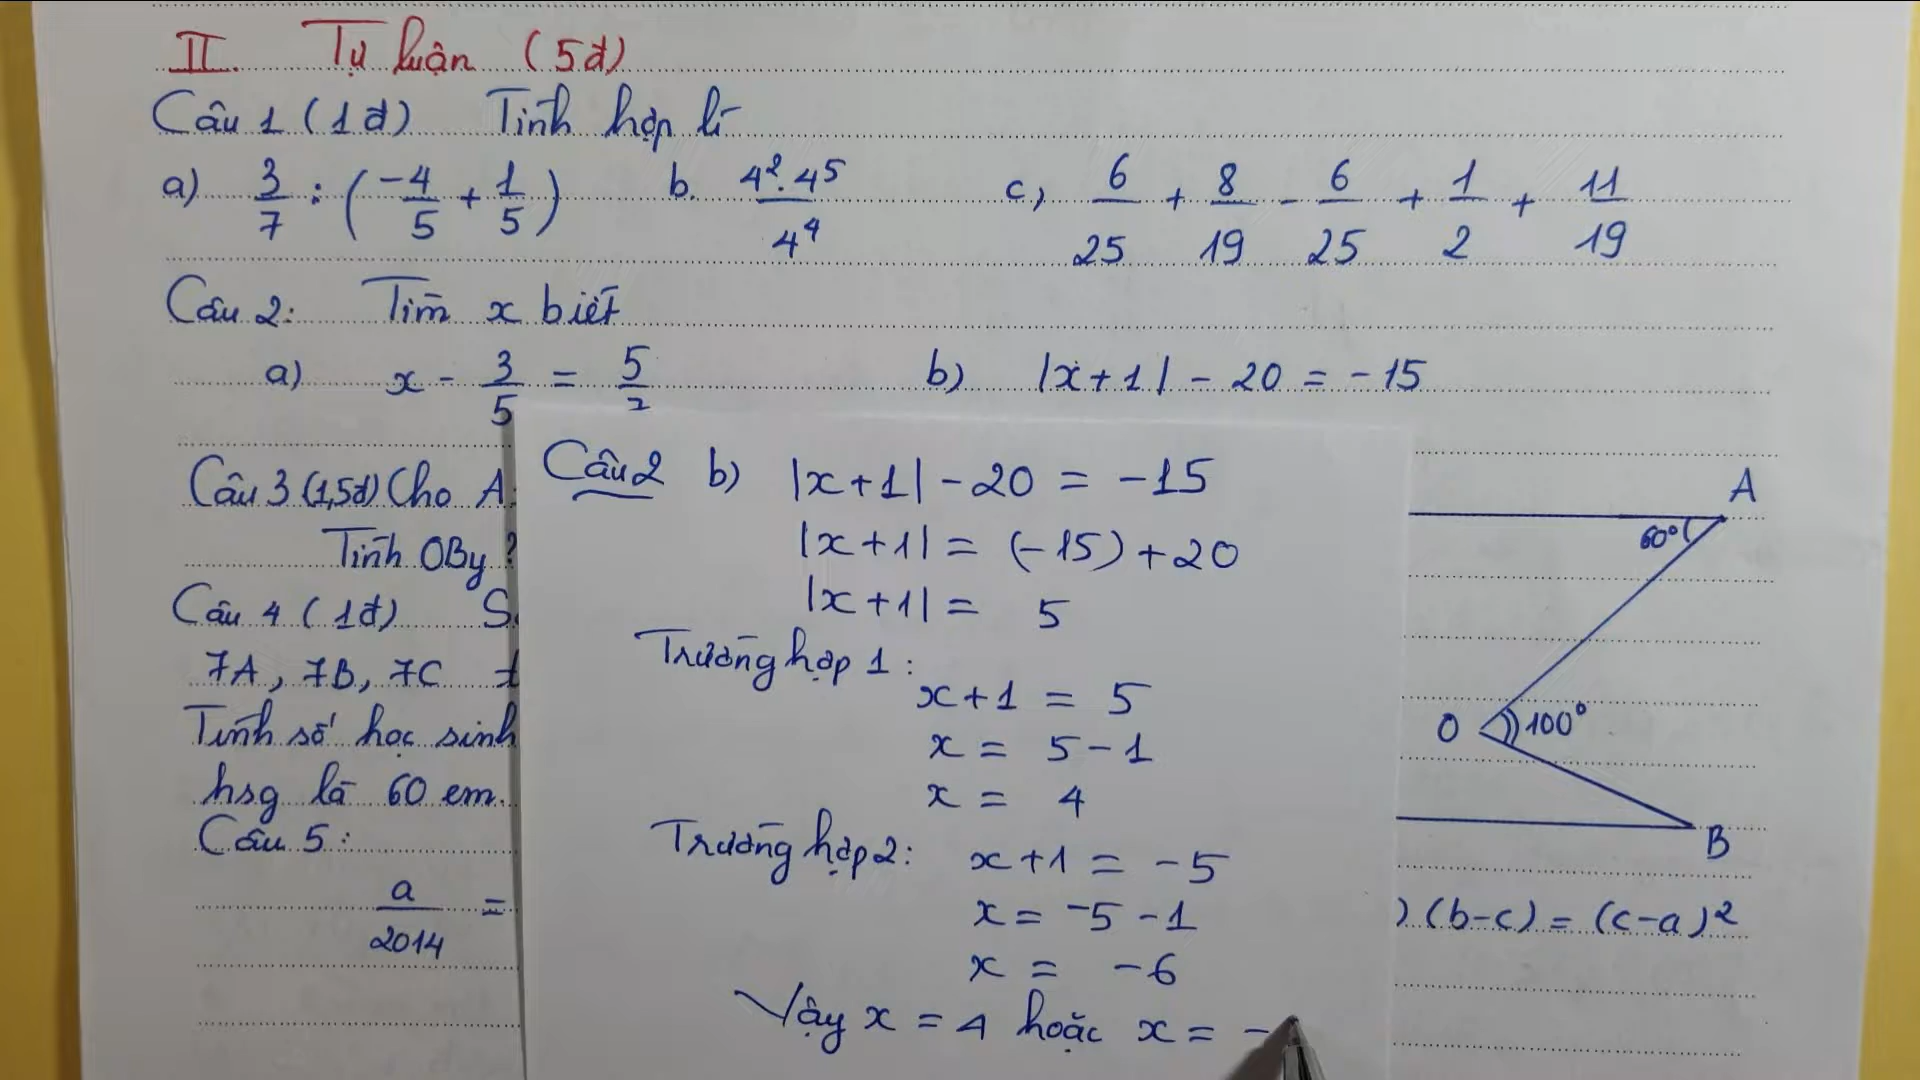 II. Tự luận (5đ)
Câu 1 (1đ) Tính hợp lí
a) 3/7 : (-4/5 + 1/5) b. 4² . 4⁵ / 4⁴ c, 6/25 + 8/19 - 6/25 + 1/2 + 11/19
Câu 2: Tìm x biết
a) x - 3/5 = 5/2 b) |x+1| - 20 = -15
Câu 3 (1,5đ) Cho A
Tính OBy ?
Câu 4 (1đ) S
7A, 7B, 7C
Tính số học sinh
hsg là 60 em.
Câu 5:
a/2014 =
Câu 2 b) |x+1| - 20 = -15
|x+1| = (-15) + 20
|x+1| = 5
Trường hợp 1:
x+1 = 5
x = 5 - 1
x = 4
Trường hợp 2: x+1 = -5
x = -5 - 1
x = -6
Vậy x = 4 hoặc x = -
A
60°
O 100°
B
) (b-c) = (c-a)²